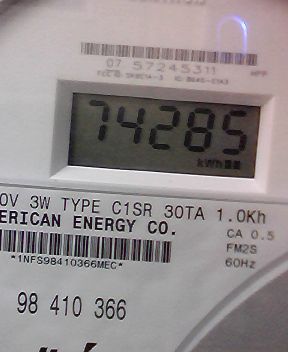 07 57245311
74285
kWh
0V 3W TYPE C1SR 30TA 1.0Kh
ERICAN ENERGY CO.
CA 0.5
FM2S
60Hz
*1NFS98410366MEC*
98 410 366